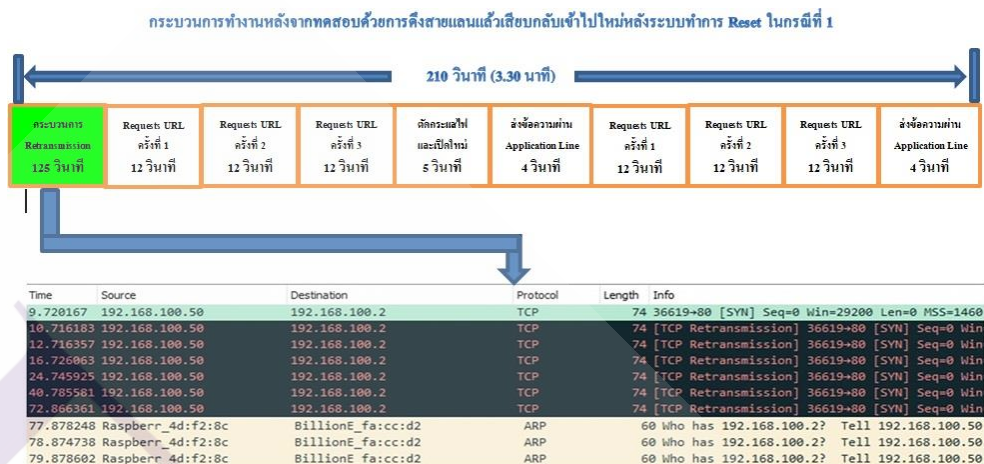 กระบวนการทำงานหลังจากทดสอบด้วยการดึงสายแลนแล้วเสียบกลับเข้าไปใหม่หลังระบบทำการ Reset ในกรณีที่ 1
210 วินาที (3.30 นาที)
กระบวนการ
Retransmission
125 วินาที
Requests URL
ครั้งที่ 1
12 วินาที
Requests URL
ครั้งที่ 2
12 วินาที
Requests URL
ครั้งที่ 3
12 วินาที
ตัดกระแสไฟ
และเปิดใหม่
5 วินาที
ส่งข้อความผ่าน
Application Line
4 วินาที
Requests URL
ครั้งที่ 1
12 วินาที
Requests URL
ครั้งที่ 2
12 วินาที
Requests URL
ครั้งที่ 3
12 วินาที
ส่งข้อความผ่าน
Application Line
4 วินาที
Time Source Destination Protocol Length Info
9.720167 192.168.100.50 192.168.100.2 TCP 74 36619→80 [SYN] Seq=0 Win=29200 Len=0 MSS=1460
10.716183 192.168.100.50 192.168.100.2 TCP 74 [TCP Retransmission] 36619→80 [SYN] Seq=0 Win
12.716357 192.168.100.50 192.168.100.2 TCP 74 [TCP Retransmission] 36619→80 [SYN] Seq=0 Win
16.726063 192.168.100.50 192.168.100.2 TCP 74 [TCP Retransmission] 36619→80 [SYN] Seq=0 Win
24.745925 192.168.100.50 192.168.100.2 TCP 74 [TCP Retransmission] 36619→80 [SYN] Seq=0 Win
40.785581 192.168.100.50 192.168.100.2 TCP 74 [TCP Retransmission] 36619→80 [SYN] Seq=0 Win
72.866361 192.168.100.50 192.168.100.2 TCP 74 [TCP Retransmission] 36619→80 [SYN] Seq=0 Win
77.878248 Raspberr_4d:f2:8c BillionE_fa:cc:d2 ARP 60 Who has 192.168.100.2? Tell 192.168.100.50
78.874738 Raspberr_4d:f2:8c BillionE_fa:cc:d2 ARP 60 Who has 192.168.100.2? Tell 192.168.100.50
79.878602 Raspberr_4d:f2:8c BillionE_fa:cc:d2 ARP 60 Who has 192.168.100.2? Tell 192.168.100.50